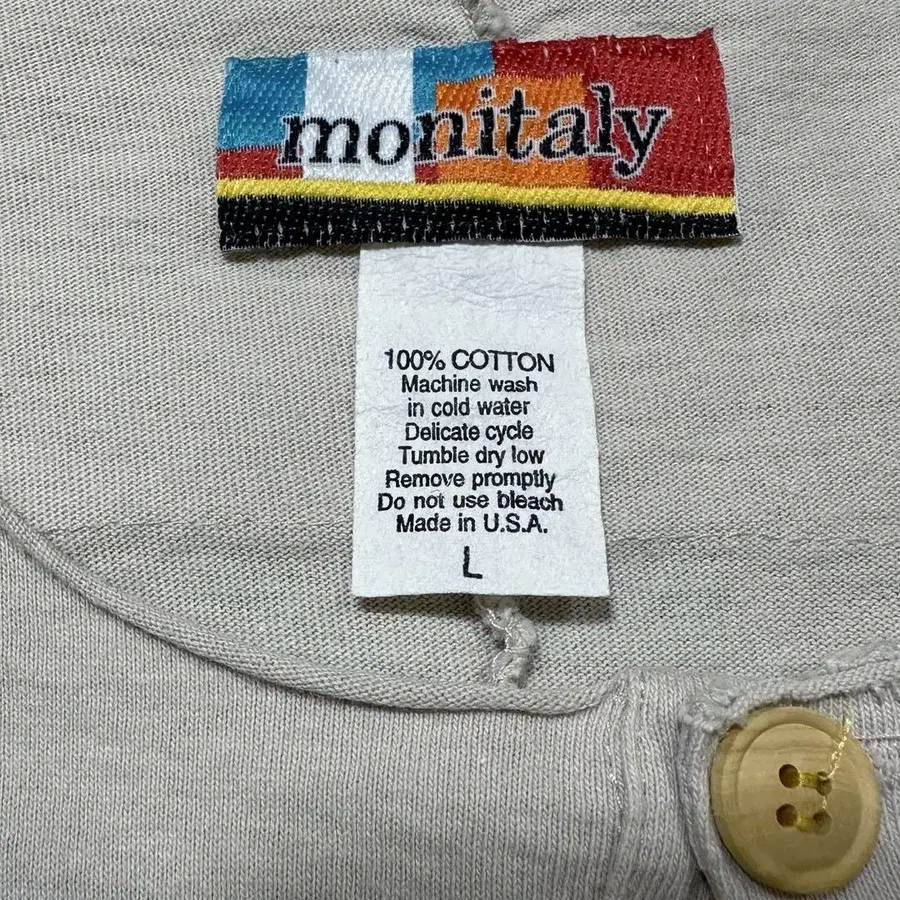 monitaly
100% COTTON
Machine wash
in cold water
Delicate cycle
Tumble dry low
Remove promptly
Do not use bleach
Made in U.S.A.
L